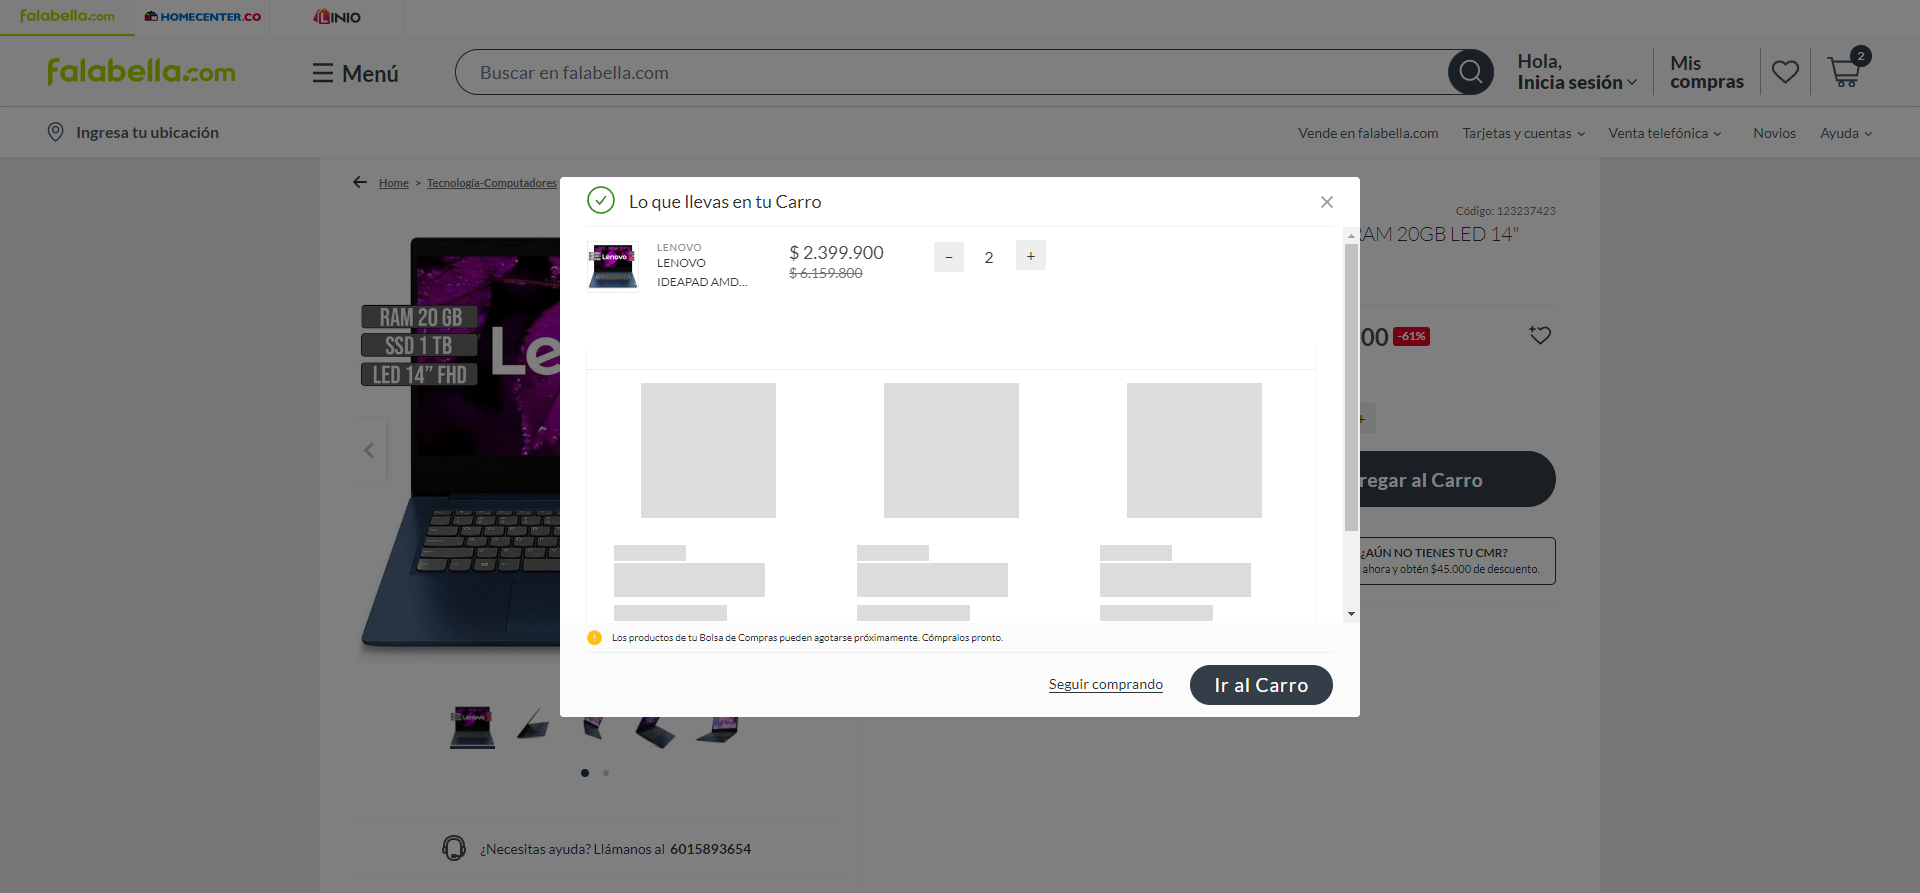 falabella.com
HOMECENTER.CO
LINIO
falabella.com
Menú
Buscar en falabella.com
Hola,
Inicia sesión
Mis
compras
2
Ingresa tu ubicación
Vende en falabella.com
Tarjetas y cuentas
Venta telefónica
Novios
Ayuda
Home > Tecnología-Computadores
Código: 123237423
RAM 20GB LED 14"
Lo que llevas en tu Carro
LENOVO
LENOVO
IDEAPAD AMD...
$ 2.399.900
$ 6.159.800
− 2 +
RAM 20 GB
SSD 1 TB
LED 14” FHD
Lenovo
Leno
00
-61%
+
regar al Carro
¿AÚN NO TIENES TU CMR?
ahora y obtén $45.000 de descuento.
Los productos de tu Bolsa de Compras pueden agotarse próximamente. Cómpralos pronto.
Seguir comprando
Ir al Carro
Lenovo
¿Necesitas ayuda? Llámanos al 6015893654